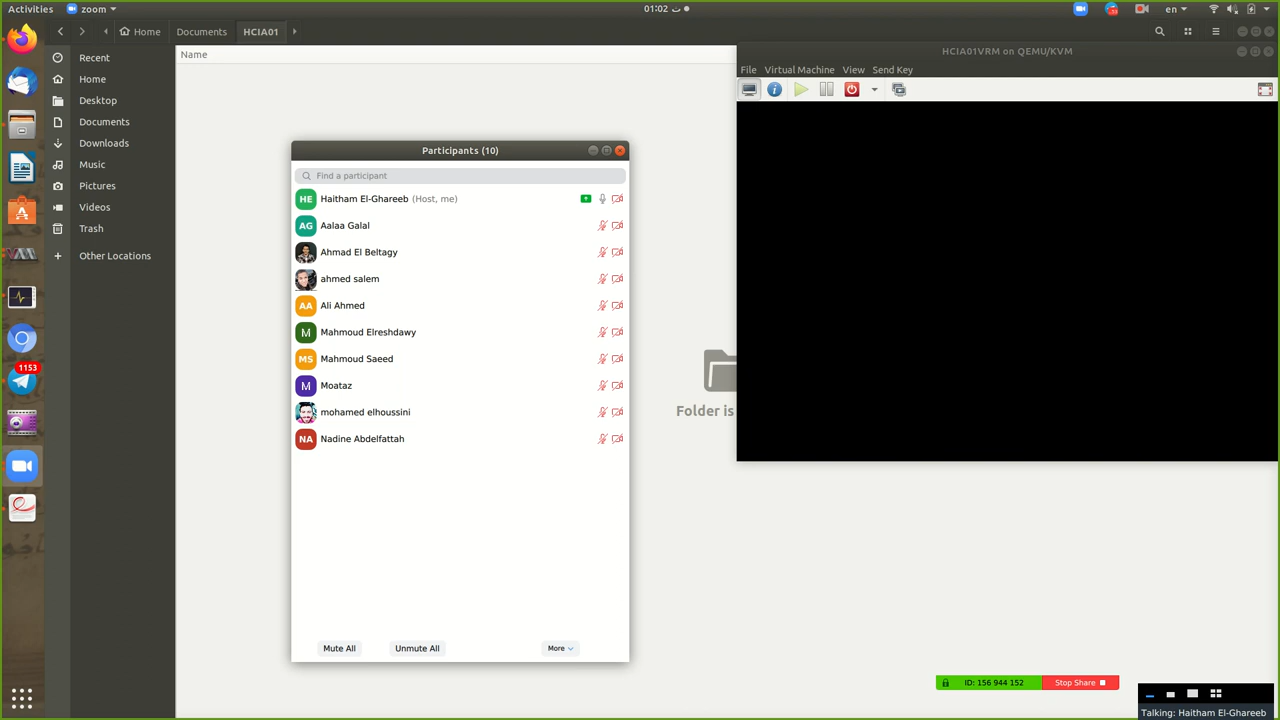 Activities
zoom
01:02 ت
en
Home
Documents
HCIA01
Name
Recent
Home
Desktop
Documents
Downloads
Music
Pictures
Videos
Trash
Other Locations
1153
HCIA01VRM on QEMU/KVM
File Virtual Machine View Send Key
Participants (10)
Find a participant
HE Haitham El-Ghareeb (Host, me)
AG Aalaa Galal
Ahmad El Beltagy
ahmed salem
AA Ali Ahmed
M Mahmoud Elreshdawy
MS Mahmoud Saeed
M Moataz
mohamed elhoussini
NA Nadine Abdelfattah
Mute All
Unmute All
More
Folder is
ID: 156 944 152
Stop Share
Talking: Haitham El-Ghareeb